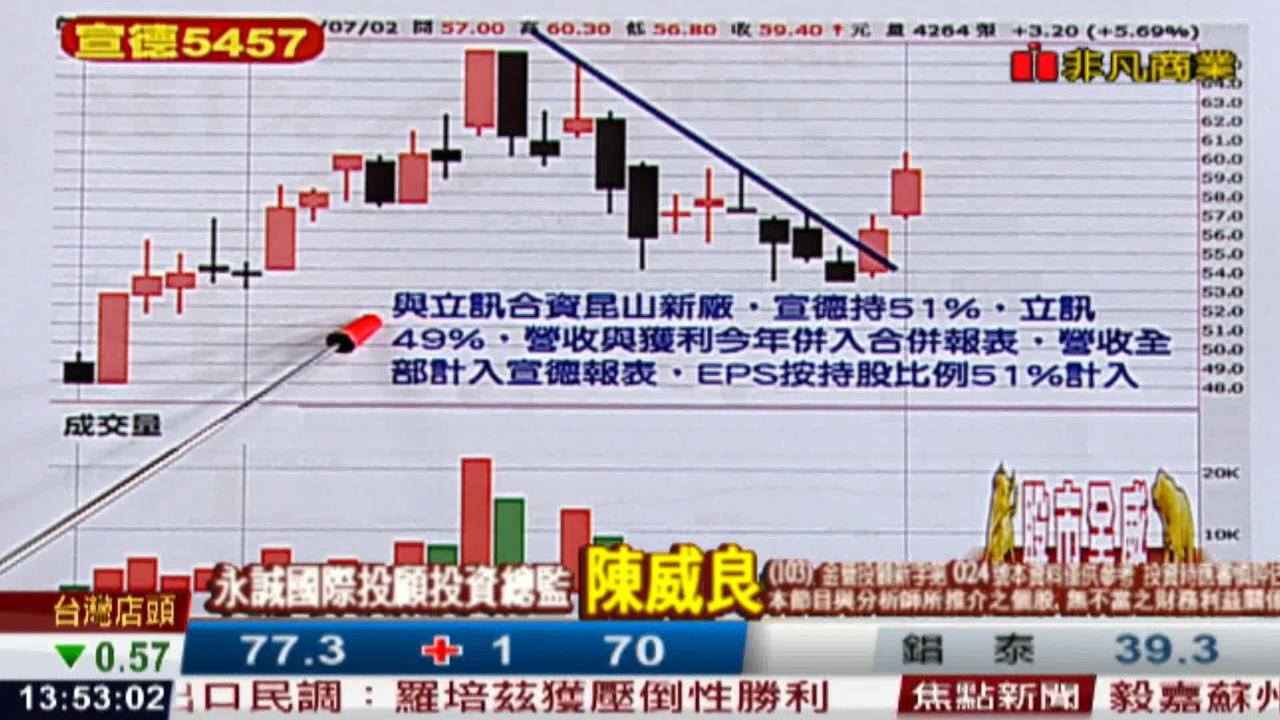 宣德5457
/07/02 開 57.00 高 60.30 低 56.80 收 59.40 ↑ 元 量 4264 張 +3.20 (+5.69%)
非凡商業
64.0
63.0
62.0
61.0
60.0
59.0
58.0
57.0
56.0
55.0
54.0
53.0
52.0
51.0
50.0
49.0
48.0
與立訊合資昆山新廠，宣德持51%，立訊
49%，營收與獲利今年併入合併報表，營收全
部計入宣德報表，EPS按持股比例51%計入
成交量
20K
10K
股市全威
永誠國際投顧投資總監 陳威良
本節目與分析師所推介之個股 無不當之財務利益關係
台灣店頭
▼0.57
77.3 + 1 70
錩泰 39.3
13:53:02
出口民調：羅培茲獲壓倒性勝利
焦點新聞
毅嘉蘇州